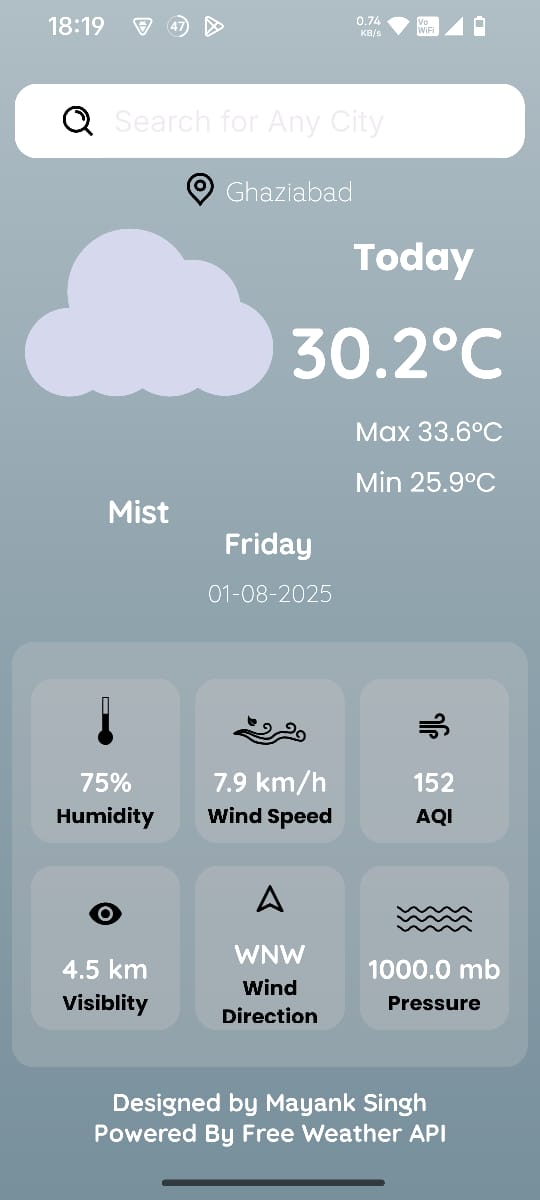 18:19
47
0.74
KB/s
Vo
WiFi
Search for Any City
Ghaziabad
Today
30.2°C
Max 33.6°C
Min 25.9°C
Mist
Friday
01-08-2025
75%
Humidity
7.9 km/h
Wind Speed
152
AQI
4.5 km
Visiblity
WNW
Wind
Direction
1000.0 mb
Pressure
Designed by Mayank Singh
Powered By Free Weather API